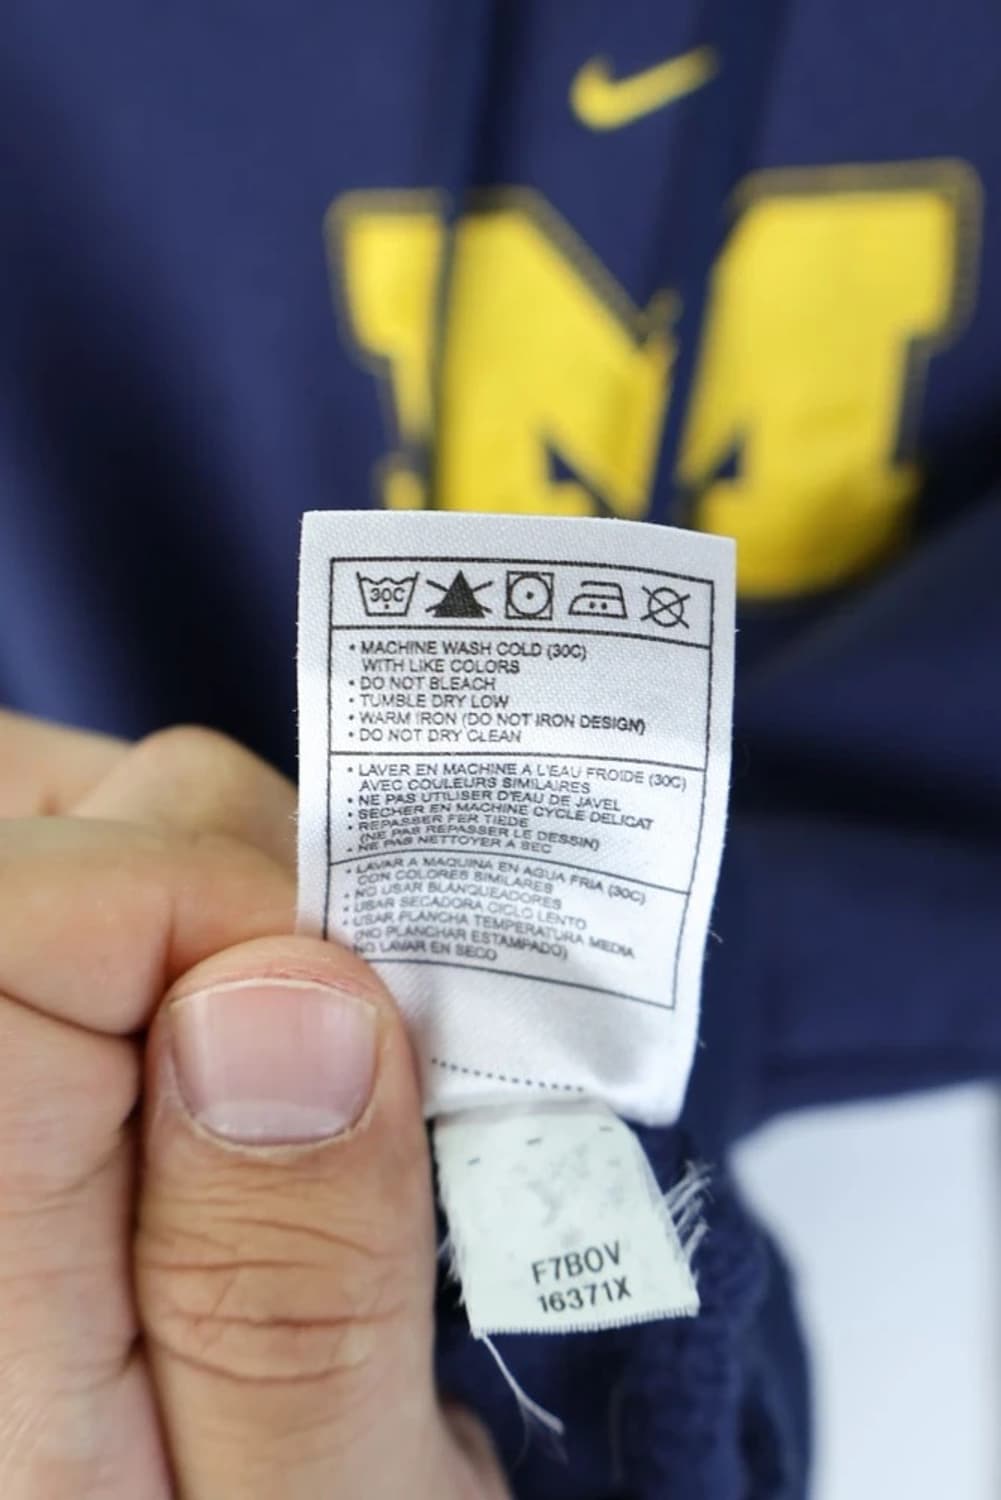 M
30C
• MACHINE WASH COLD (30C)
WITH LIKE COLORS
• DO NOT BLEACH
• TUMBLE DRY LOW
• WARM IRON (DO NOT IRON DESIGN)
• DO NOT DRY CLEAN
• LAVER EN MACHINE A L'EAU FROIDE (30C)
AVEC COULEURS SIMILAIRES
• NE PAS UTILISER D'EAU DE JAVEL
• SECHER EN MACHINE CYCLE DELICAT
• REPASSER FER TIEDE
(NE PAS REPASSER LE DESSIN)
• NE PAS NETTOYER A SEC
• LAVAR A MAQUINA EN AGUA FRIA (30C)
CON COLORES SIMILARES
• NO USAR BLANQUEADORES
• USAR SECADORA CICLO LENTO
• USAR PLANCHA TEMPERATURA MEDIA
(NO PLANCHAR ESTAMPADO)
NO LAVAR EN SECO
F7BOV
16371X